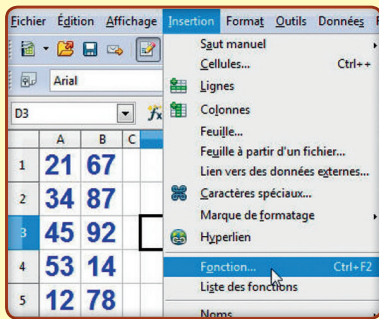 Fichier Édition Affichage Insertion Format Outils Données
Saut manuel
Cellules... Ctrl++
Arial
Lignes
D3 fx Colonnes
Feuille...
A B C
Feuille à partir d'un fichier...
1 21 67
Lien vers des données externes...
2 34 87
Caractères spéciaux...
Marque de formatage
3 45 92
Hyperlien
4 53 14
Fonction... Ctrl+F2
5 12 78
Liste des fonctions
Noms